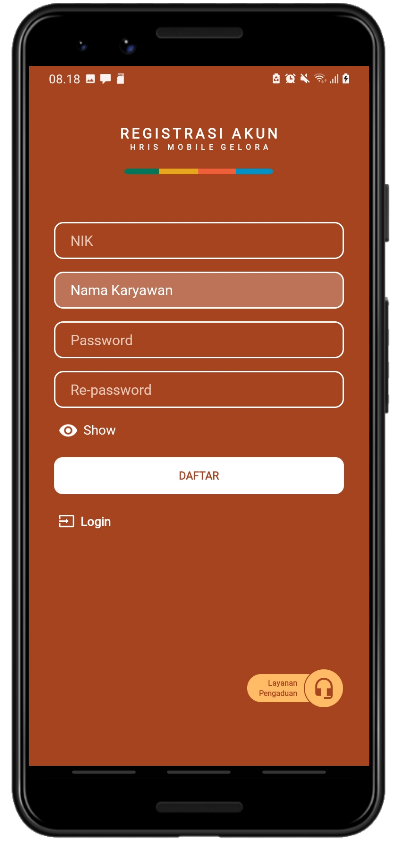 08.18
REGISTRASI AKUN
HRIS MOBILE GELORA
NIK
Nama Karyawan
Password
Re-password
Show
DAFTAR
Login
Layanan
Pengaduan